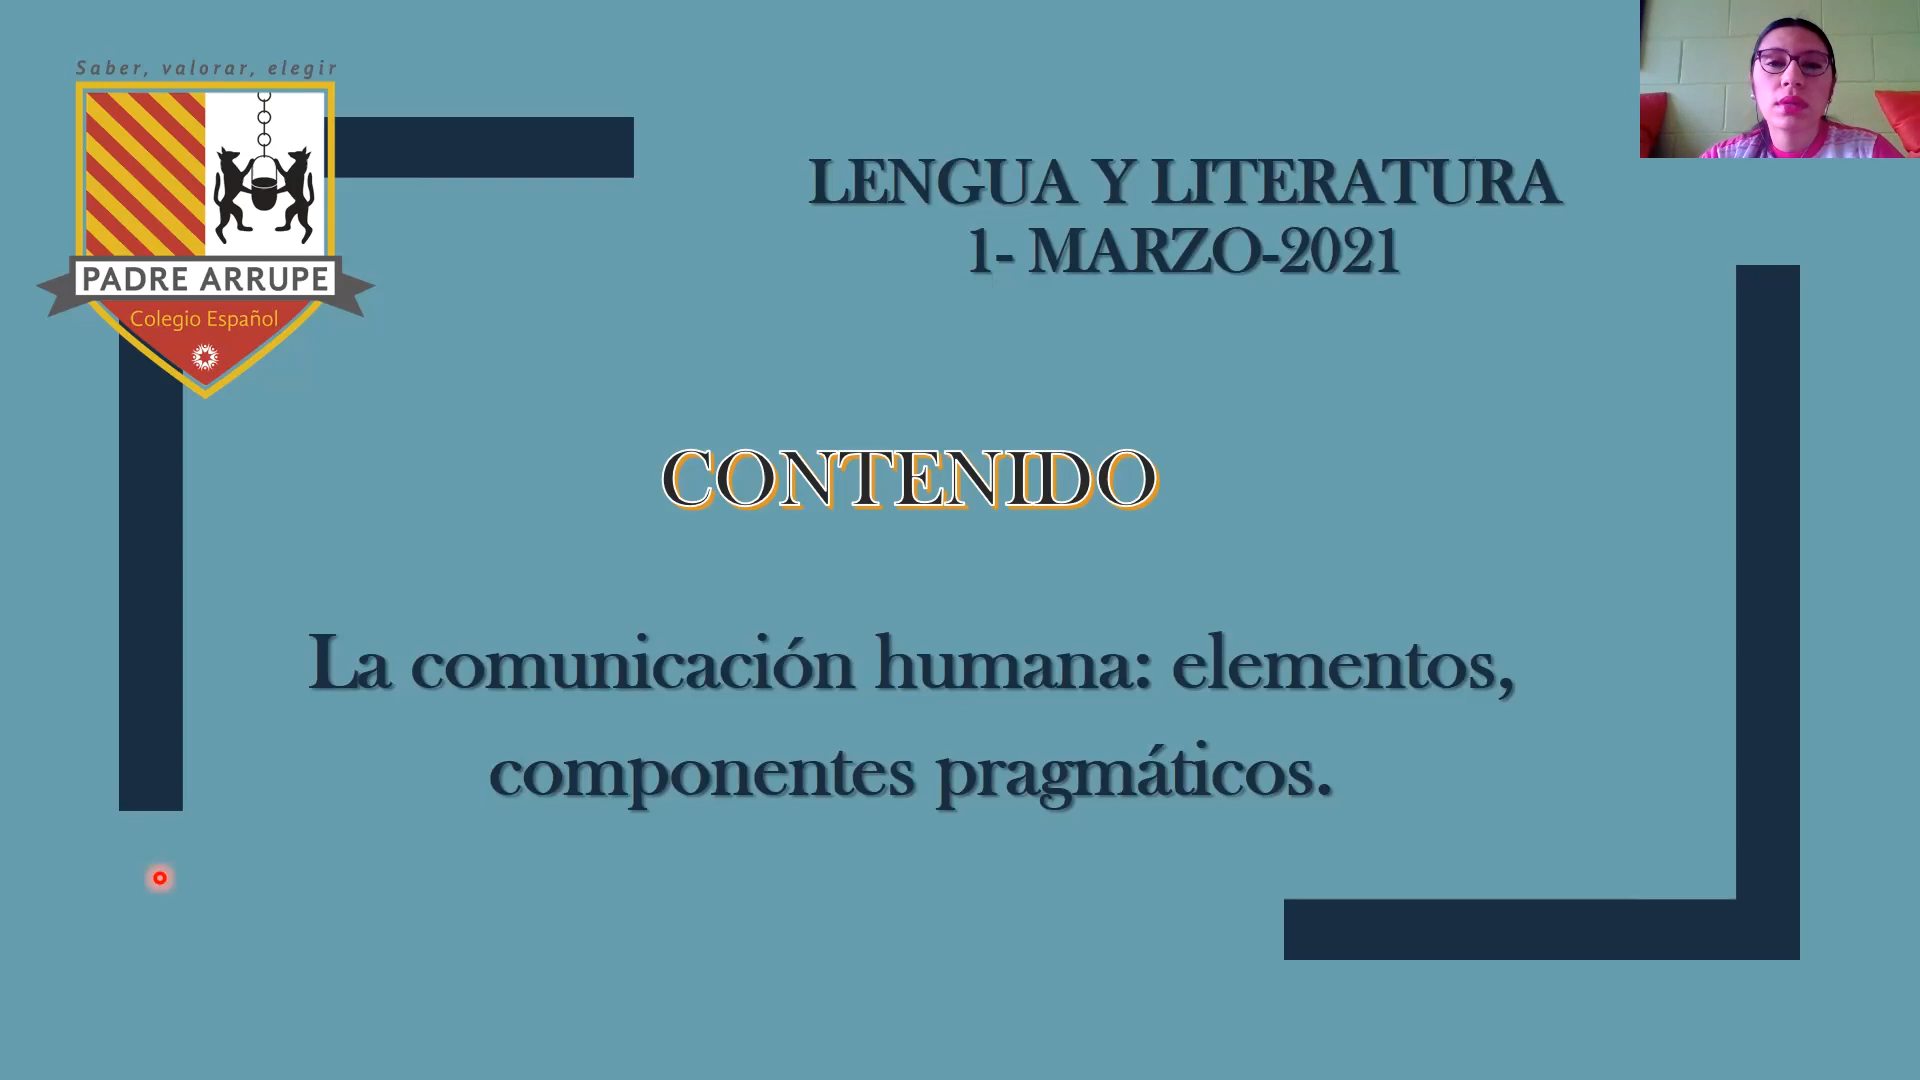 Saber, valorar, elegir
PADRE ARRUPE
Colegio Español
LENGUA Y LITERATURA
1- MARZO-2021
CONTENIDO
La comunicación humana: elementos,
componentes pragmáticos.